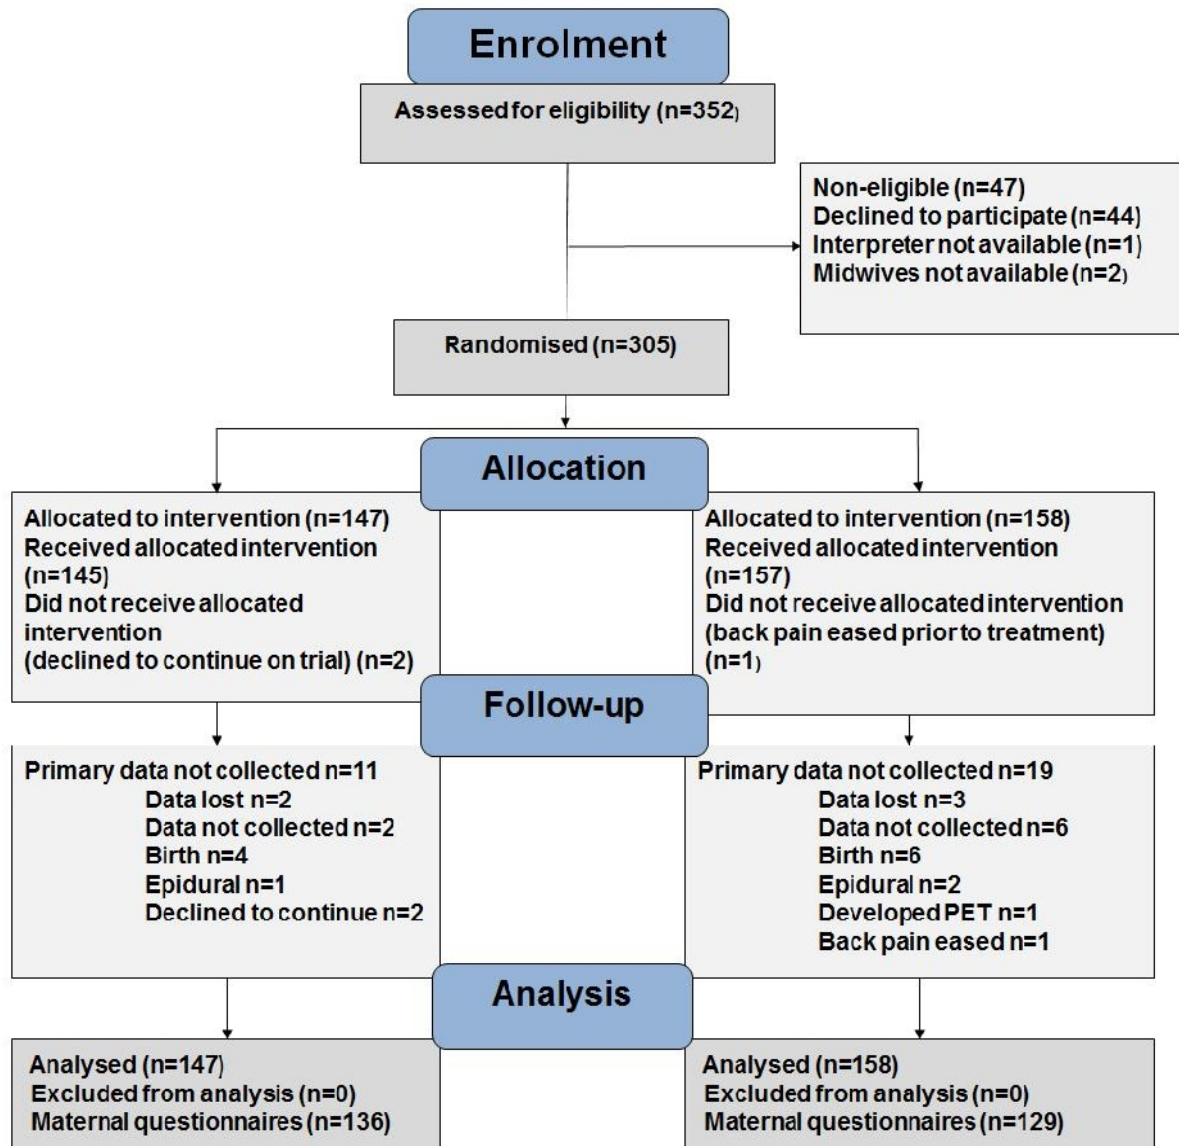 Enrolment
Assessed for eligibility (n=352)
Non-eligible (n=47)
Declined to participate (n=44)
Interpreter not available (n=1)
Midwives not available (n=2)
Randomised (n=305)
Allocation
Allocated to intervention (n=147)
Received allocated intervention
(n=145)
Did not receive allocated
intervention
(declined to continue on trial) (n=2)
Allocated to intervention (n=158)
Received allocated intervention
(n=157)
Did not receive allocated intervention
(back pain eased prior to treatment)
(n=1)
Follow-up
Primary data not collected n=11
Data lost n=2
Data not collected n=2
Birth n=4
Epidural n=1
Declined to continue n=2
Primary data not collected n=19
Data lost n=3
Data not collected n=6
Birth n=6
Epidural n=2
Developed PET n=1
Back pain eased n=1
Analysis
Analysed (n=147)
Excluded from analysis (n=0)
Maternal questionnaires (n=136)
Analysed (n=158)
Excluded from analysis (n=0)
Maternal questionnaires (n=129)